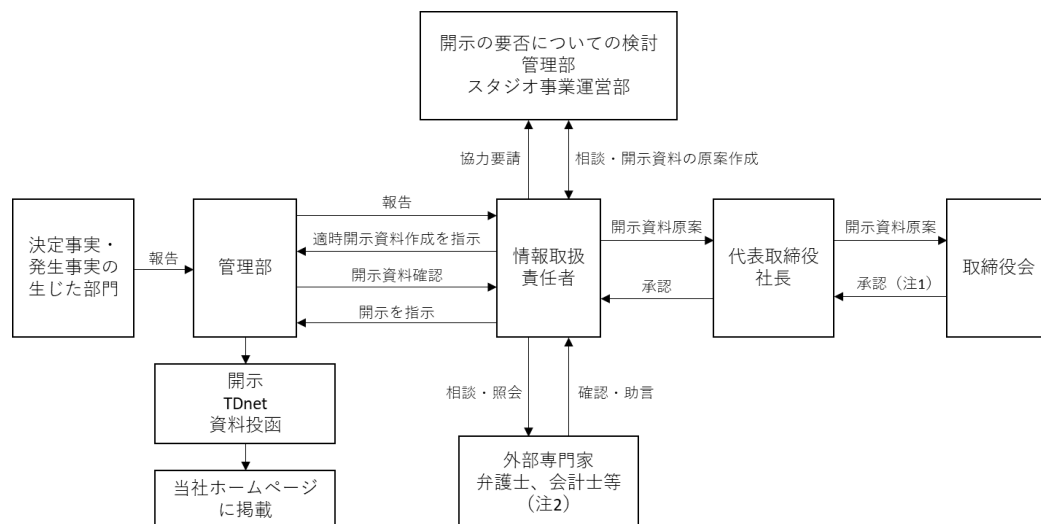 開示の要否についての検討
管理部
スタジオ事業運営部
協力要請
相談・開示資料の原案作成
決定事実・
発生事実の
生じた部門
報告
管理部
報告
適時開示資料作成を指示
開示資料確認
開示を指示
情報取扱
責任者
開示資料原案
承認
代表取締役
社長
開示資料原案
承認（注1）
取締役会
開示
TDnet
資料投函
当社ホームページ
に掲載
相談・照会
確認・助言
外部専門家
弁護士、会計士等
（注2）